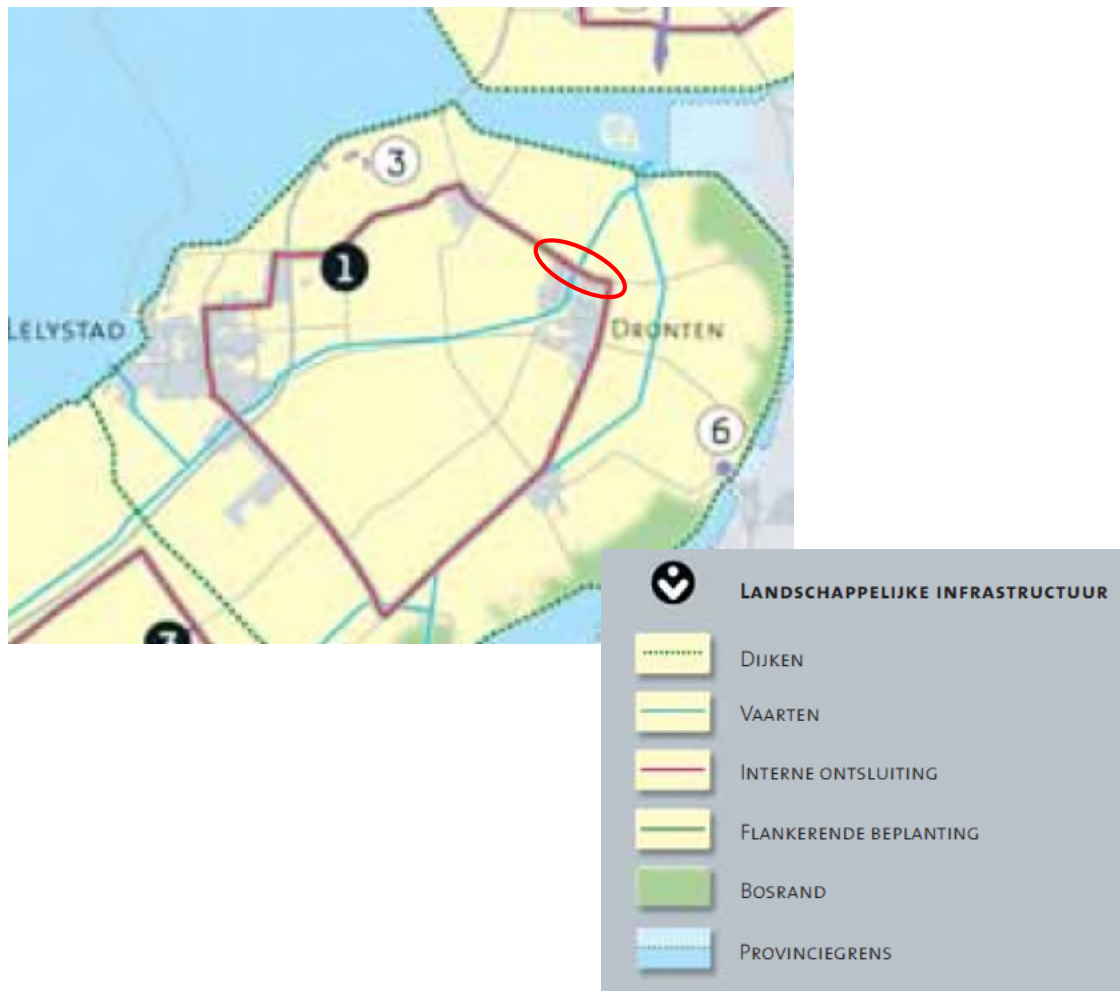 3
1
LELYSTAD
DRONTEN
6
LANDSCHAPPELIJKE INFRASTRUCTUUR
DIJKEN
VAARTEN
INTERNE ONTSLUITING
FLANKERENDE BEPLANTING
BOSRAND
PROVINCIEGRENS